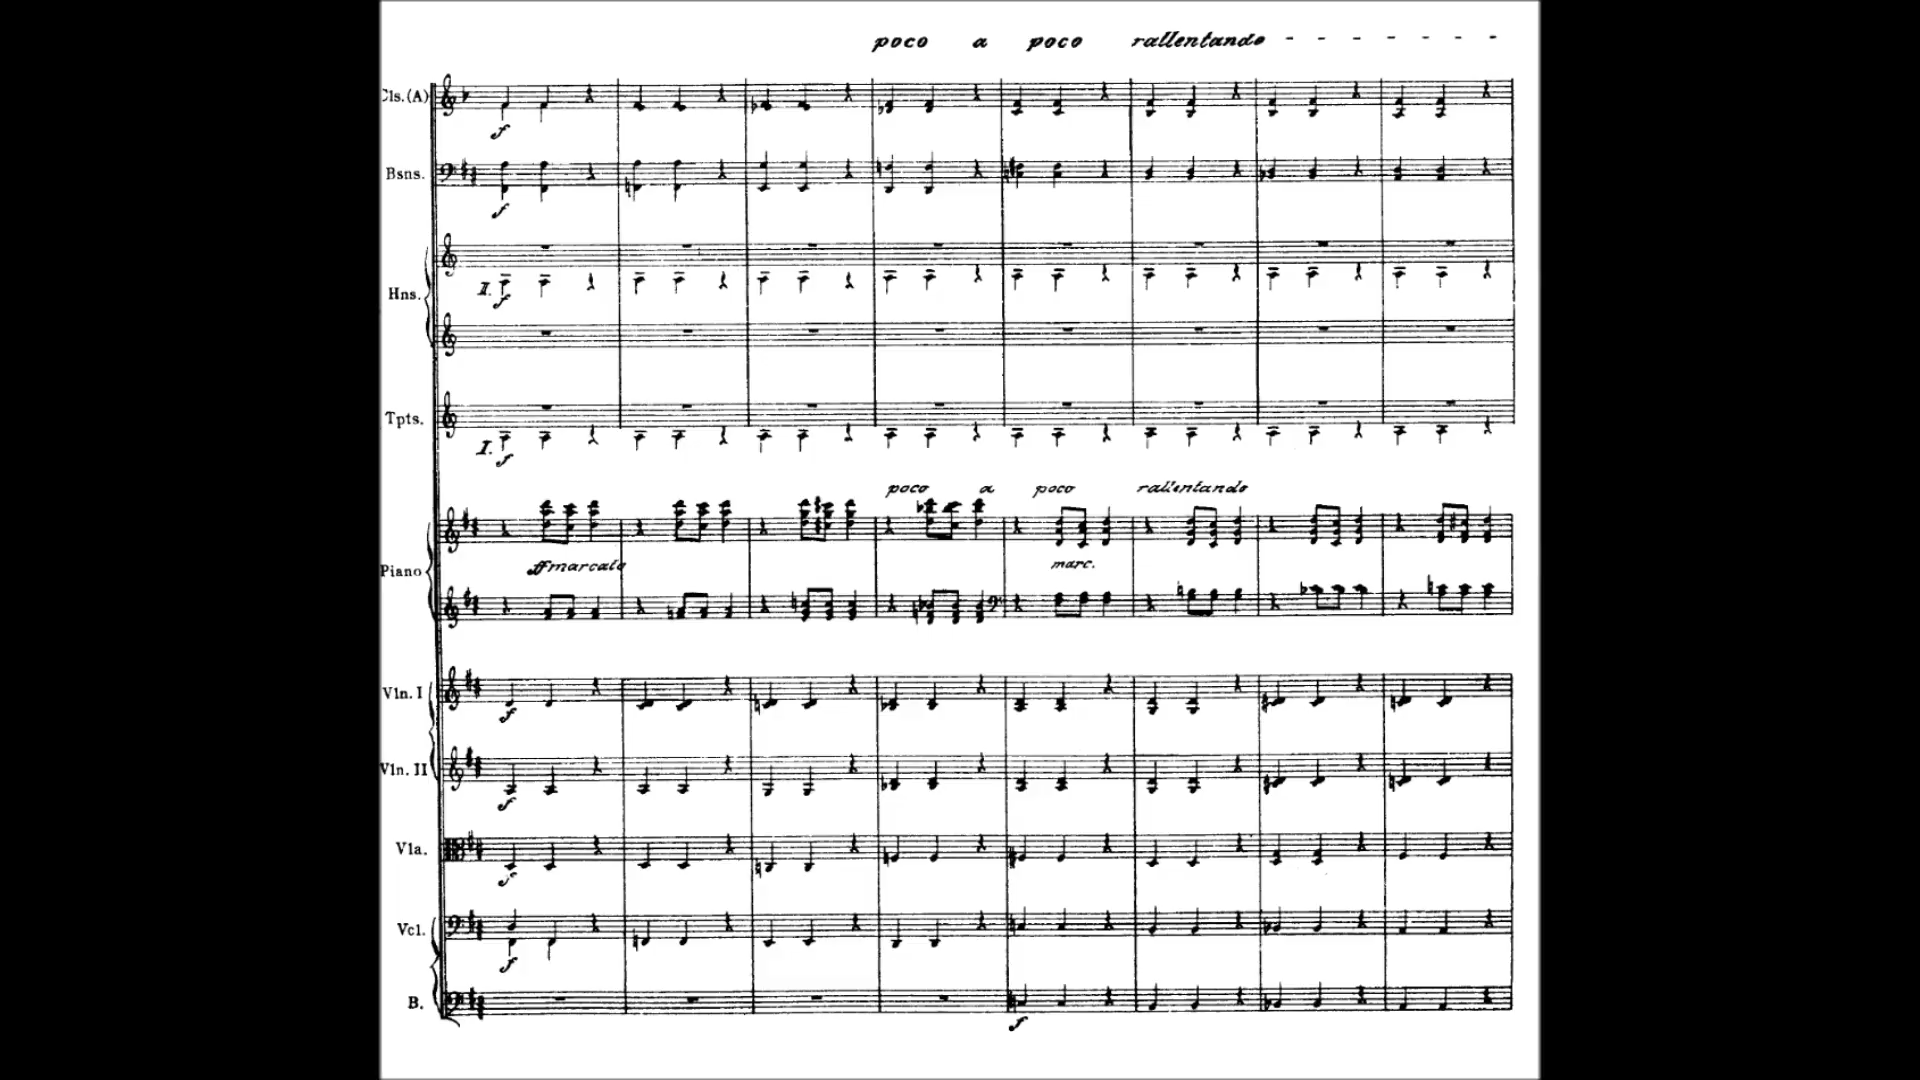 poco a poco rallentando - - - - - - -
Cls.(A)
f
Bsns.
f
Hns.
II.
f
Tpts.
I.
f
poco a poco rallentando
Piano
ff marcato
marc.
Vln. I
f
Vln. II
f
Vla.
f
Vcl.
f
B.
f